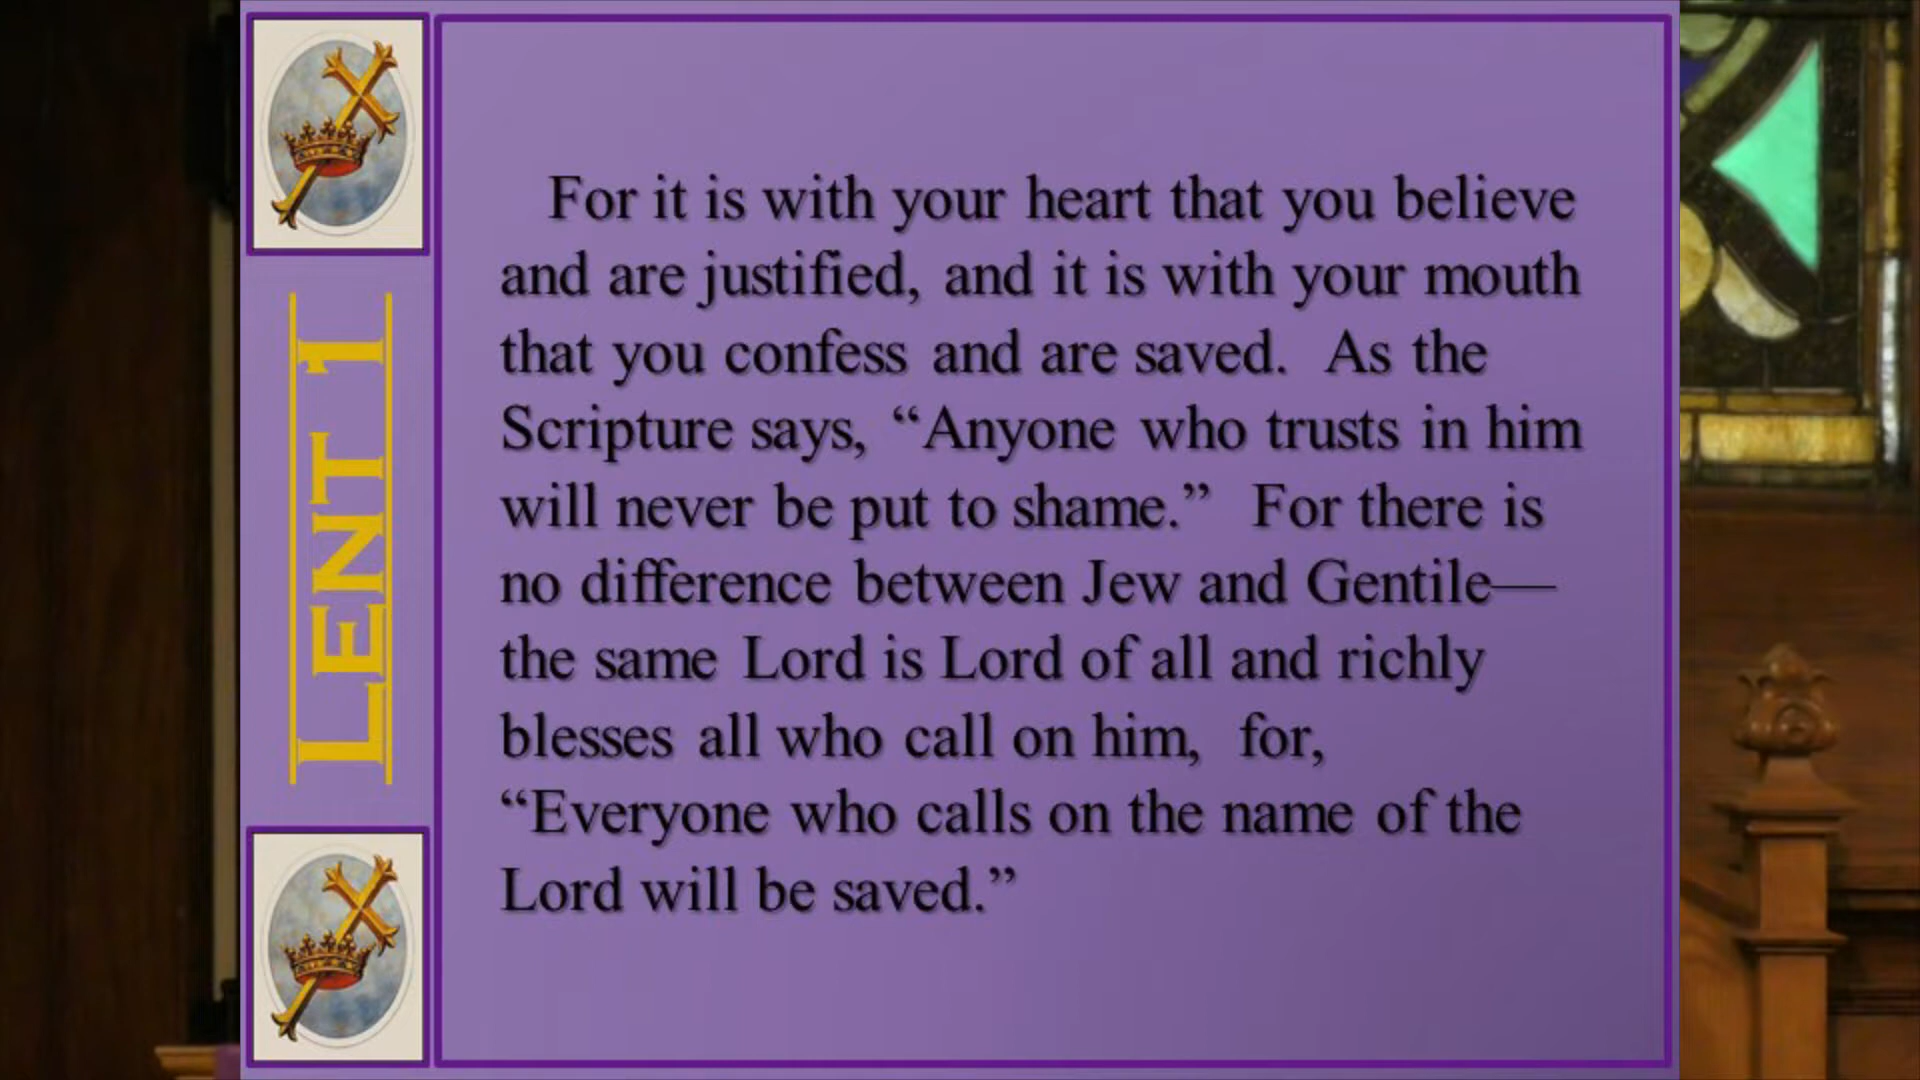 LENT 1
For it is with your heart that you believe
and are justified, and it is with your mouth
that you confess and are saved. As the
Scripture says, “Anyone who trusts in him
will never be put to shame.” For there is
no difference between Jew and Gentile—
the same Lord is Lord of all and richly
blesses all who call on him, for,
“Everyone who calls on the name of the
Lord will be saved.”